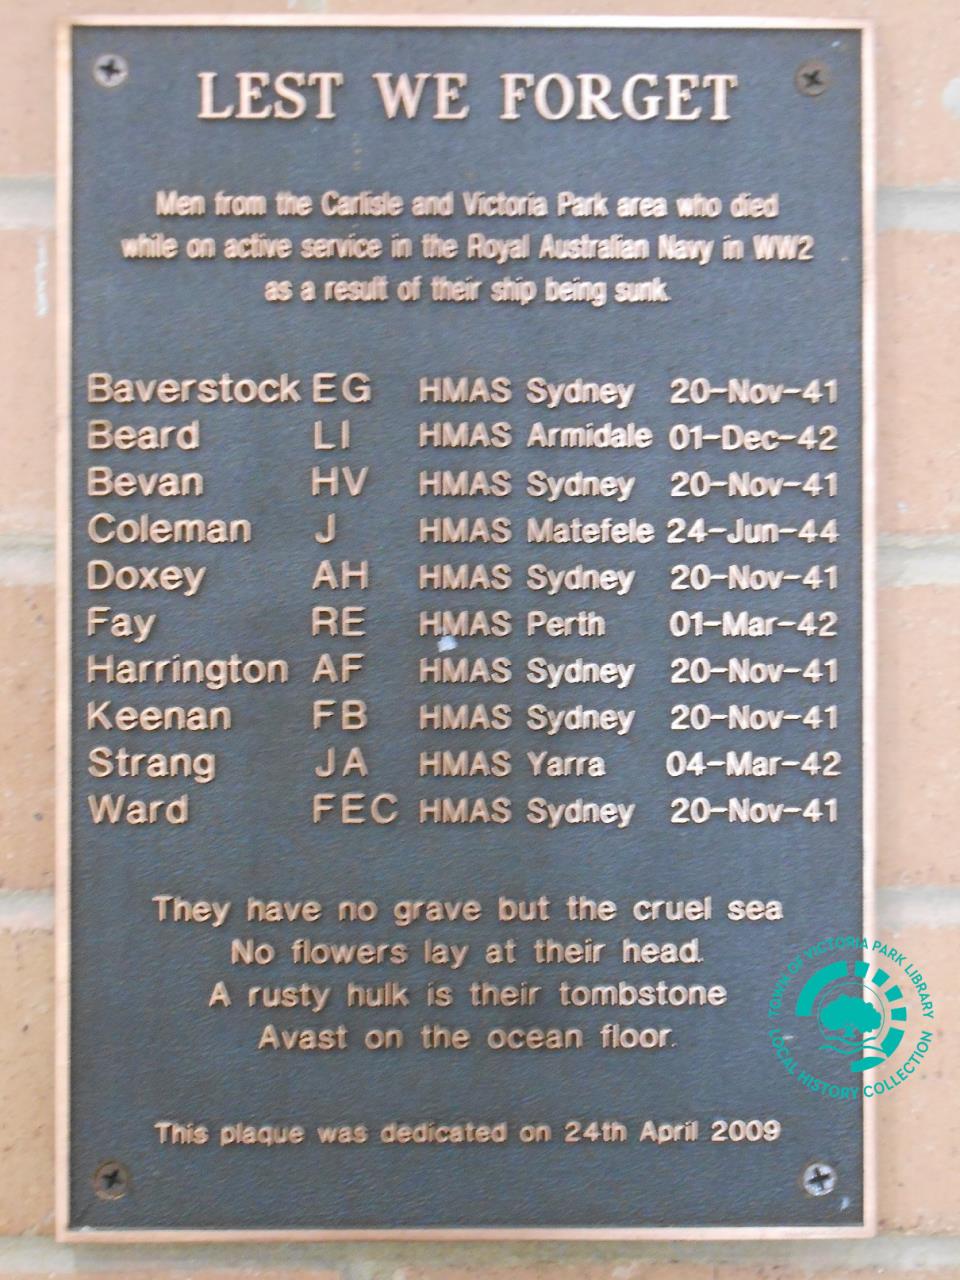 LEST WE FORGET
Men from the Carlisle and Victoria Park area who died
while on active service in the Royal Australian Navy in WW2
as a result of their ship being sunk.
Baverstock EG HMAS Sydney 20-Nov-41
Beard LI HMAS Armidale 01-Dec-42
Bevan HV HMAS Sydney 20-Nov-41
Coleman J HMAS Matefele 24-Jun-44
Doxey AH HMAS Sydney 20-Nov-41
Fay RE HMAS Perth 01-Mar-42
Harrington AF HMAS Sydney 20-Nov-41
Keenan FB HMAS Sydney 20-Nov-41
Strang JA HMAS Yarra 04-Mar-42
Ward FEC HMAS Sydney 20-Nov-41
They have no grave but the cruel sea
No flowers lay at their head.
A rusty hulk is their tombstone
Avast on the ocean floor.
This plaque was dedicated on 24th April 2009
TOWN OF VICTORIA PARK LIBRARY
LOCAL HISTORY COLLECTION